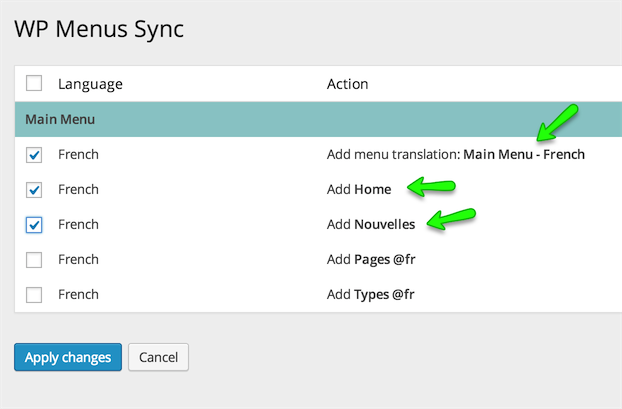 WP Menus Sync
Language Action
Main Menu
French Add menu translation: Main Menu - French
French Add Home
French Add Nouvelles
French Add Pages @fr
French Add Types @fr
Apply changes Cancel